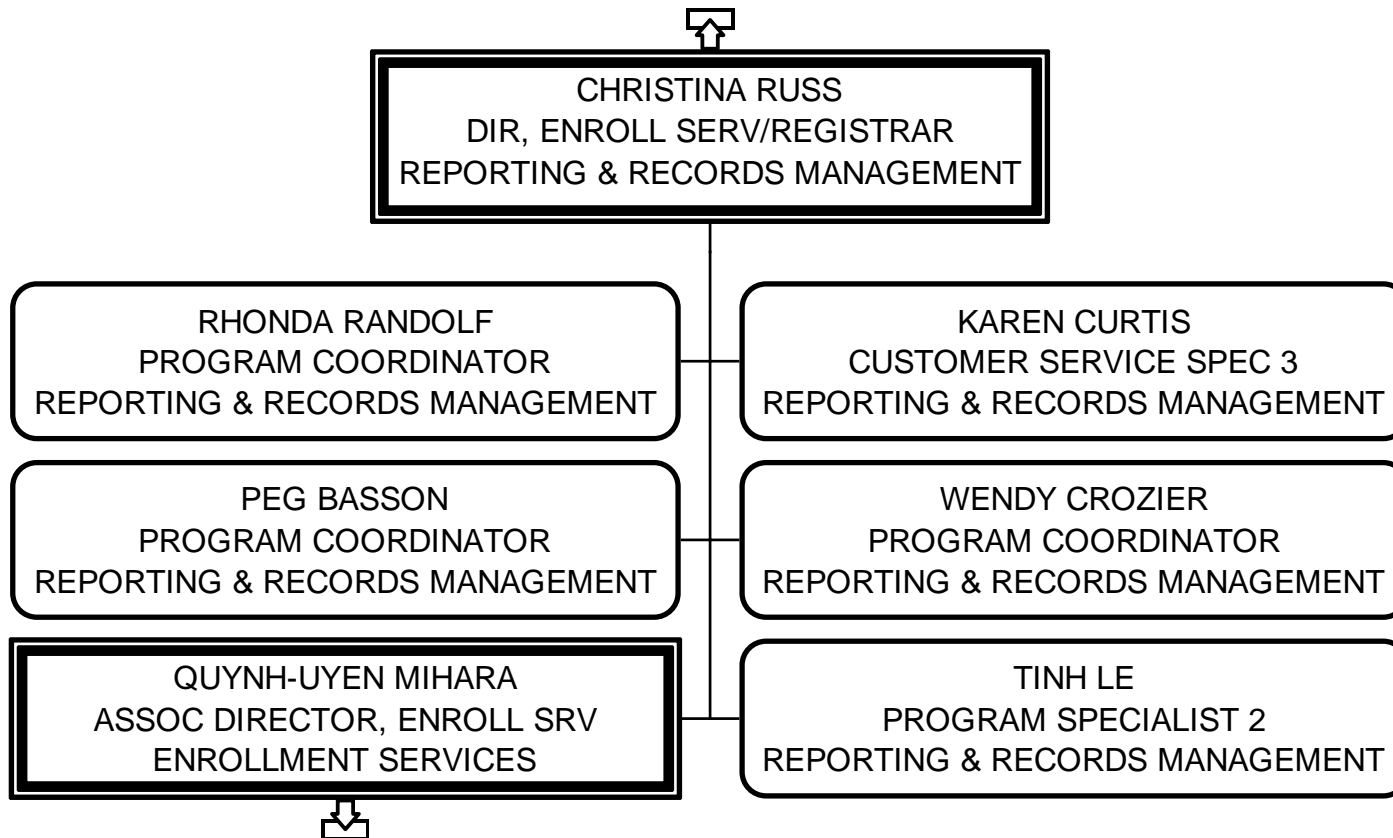 CHRISTINA RUSS
DIR, ENROLL SERV/REGISTRAR
REPORTING & RECORDS MANAGEMENT
RHONDA RANDOLF
PROGRAM COORDINATOR
REPORTING & RECORDS MANAGEMENT
KAREN CURTIS
CUSTOMER SERVICE SPEC 3
REPORTING & RECORDS MANAGEMENT
PEG BASSON
PROGRAM COORDINATOR
REPORTING & RECORDS MANAGEMENT
WENDY CROZIER
PROGRAM COORDINATOR
REPORTING & RECORDS MANAGEMENT
QUYNH-UYEN MIHARA
ASSOC DIRECTOR, ENROLL SRV
ENROLLMENT SERVICES
TINH LE
PROGRAM SPECIALIST 2
REPORTING & RECORDS MANAGEMENT